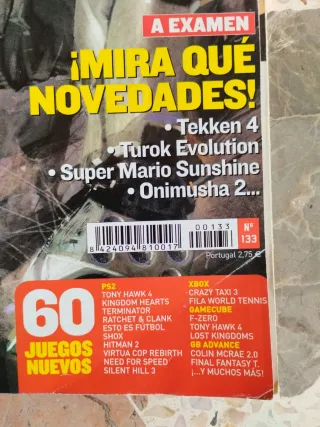 A EXAMEN
¡MIRA QUÉ
NOVEDADES!
• Tekken 4
• Turok Evolution
• Super Mario Sunshine
• Onimusha 2...
00133
8 424094 810017
Nº
133
Portugal 2,75 €
60
JUEGOS
NUEVOS
PS2
TONY HAWK 4
KINGDOM HEARTS
TERMINATOR
RATCHET & CLANK
ESTO ES FÚTBOL
SHOX
HITMAN 2
VIRTUA COP REBIRTH
NEED FOR SPEED
SILENT HILL 3
XBOX
CRAZY TAXI 3
FILA WORLD TENNIS
GAMECUBE
F-ZERO
TONY HAWK 4
LOST KINGDOMS
GB ADVANCE
COLIN MCRAE 2.0
FINAL FANTASY T.
¡...Y MUCHOS MÁS!